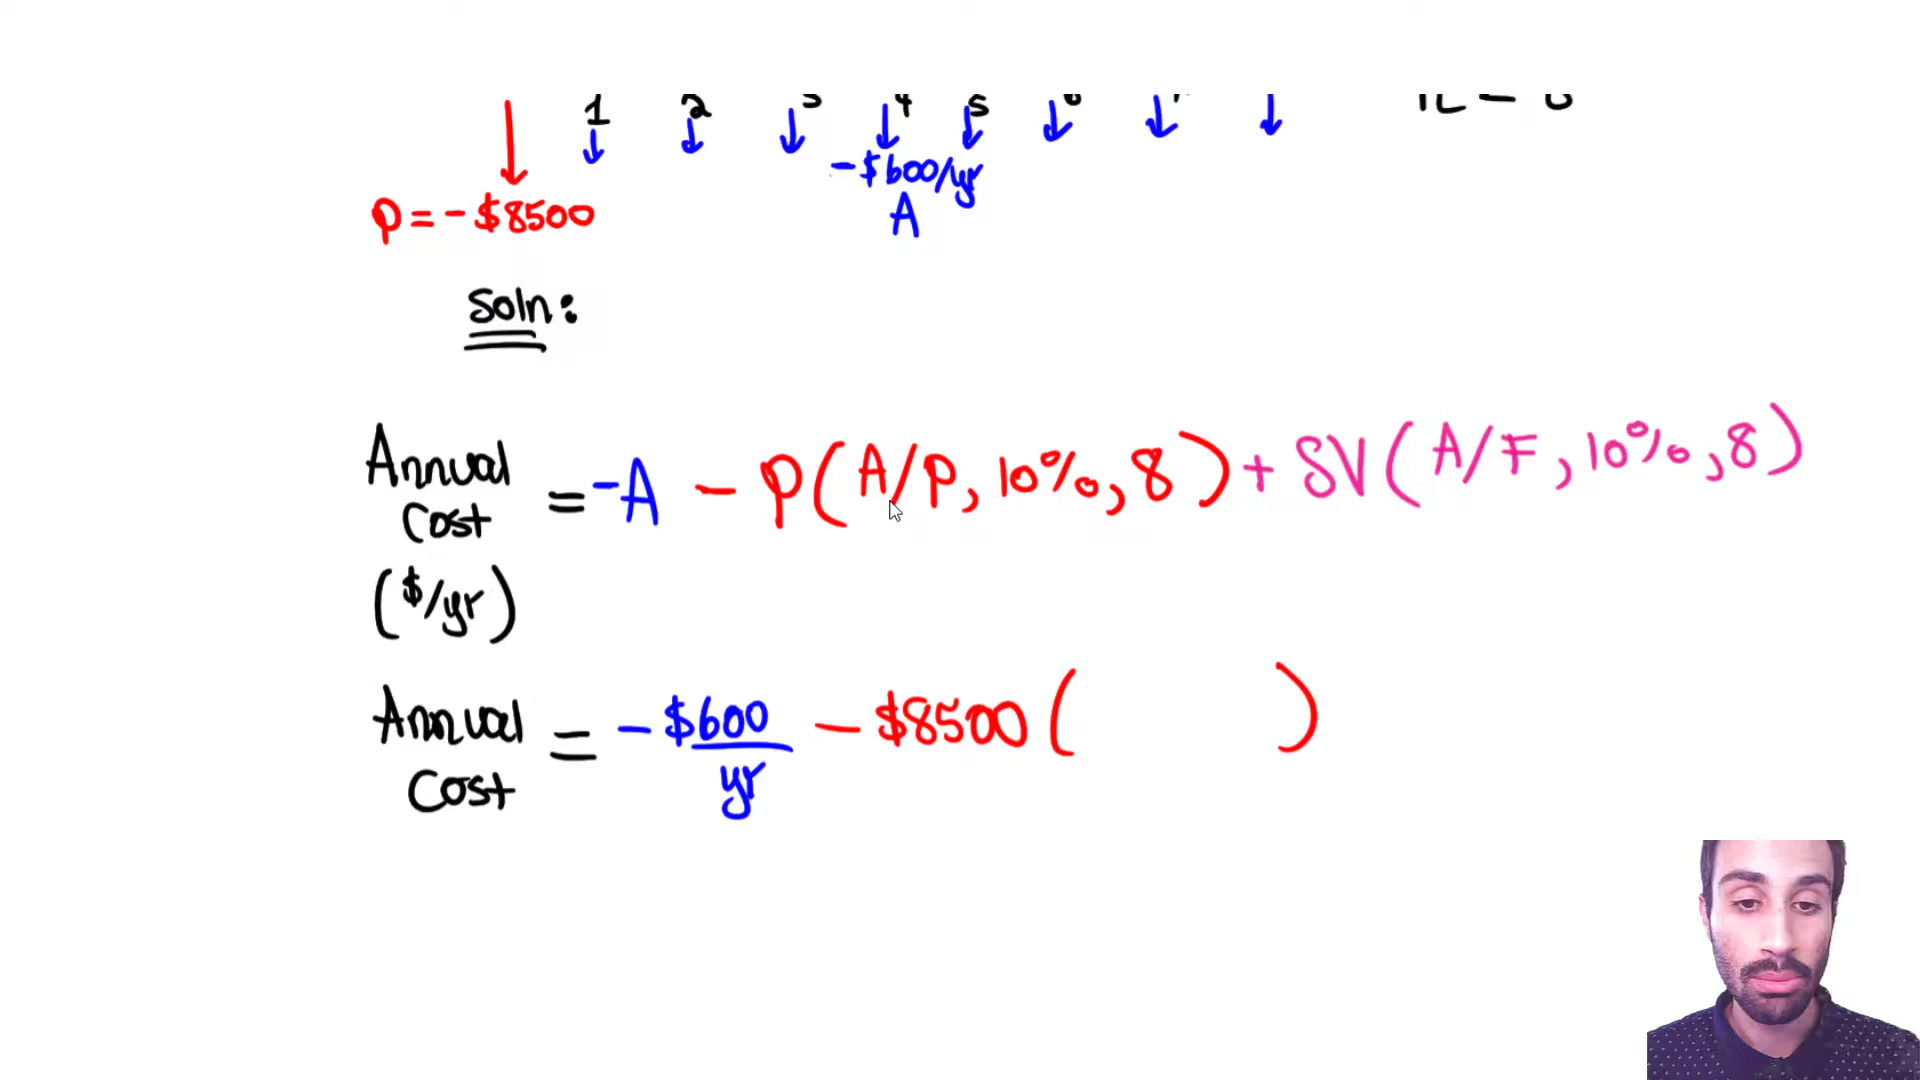 1 2 3 4 5
-$600/yr
A
P = -$8500
Soln:
Annual Cost ($/yr) = -A - P(A/P, 10%, 8) + SV(A/F, 10%, 8)
Annual Cost = -$600/yr - $8500 ( )